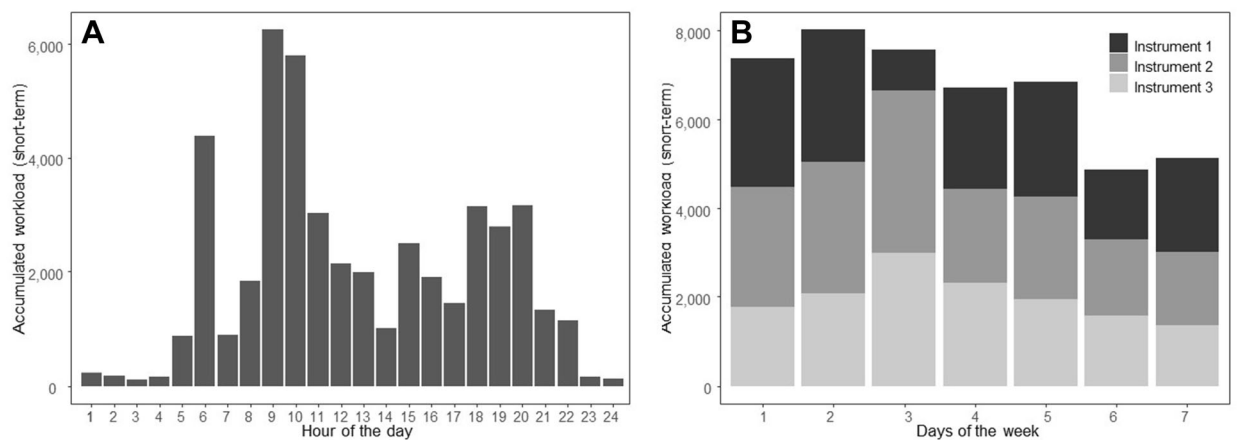 A
Accumulated workload (short-term)
6,000
4,000
2,000
0
1 2 3 4 5 6 7 8 9 10 11 12 13 14 15 16 17 18 19 20 21 22 23 24
Hour of the day
B
Accumulated workload (short-term)
8,000
6,000
4,000
2,000
0
Instrument 1
Instrument 2
Instrument 3
1 2 3 4 5 6 7
Days of the week